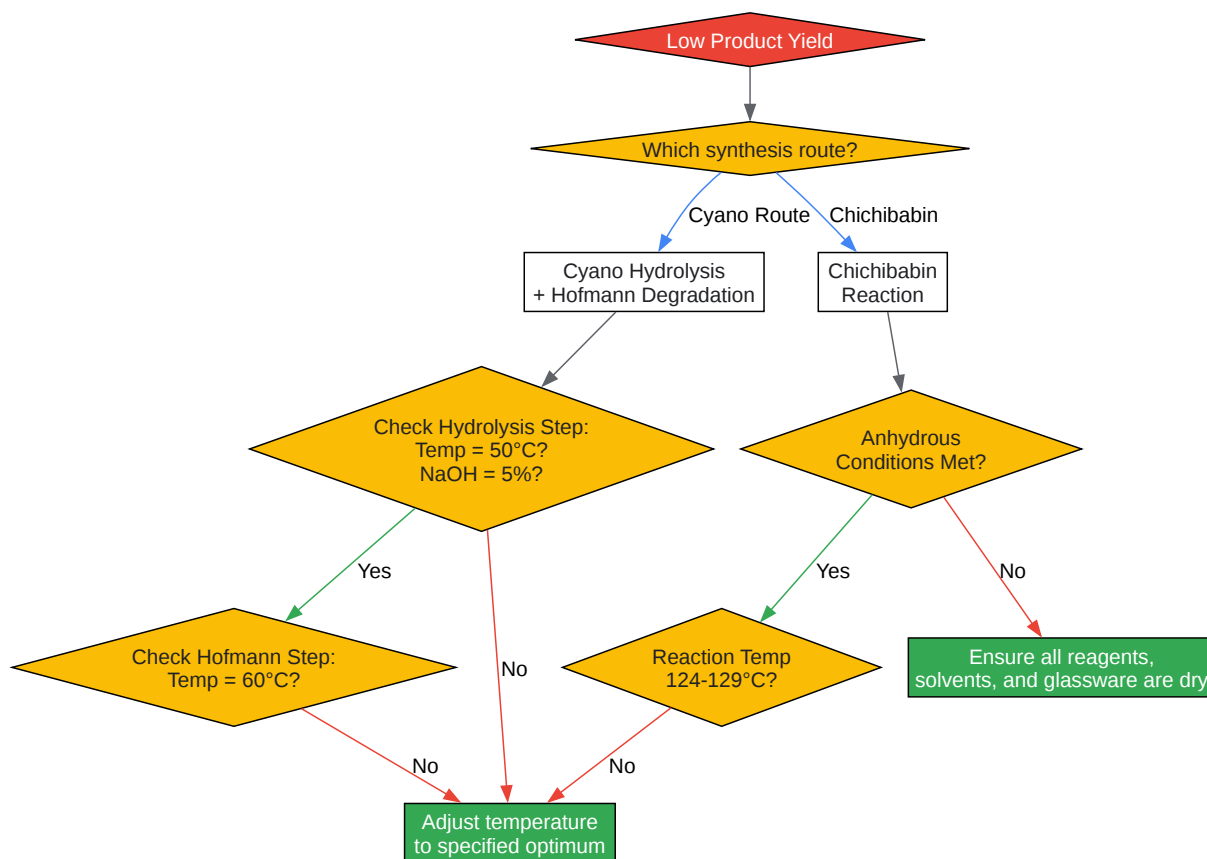 Low Product Yield
Which synthesis route?
Cyano Route
Chichibabin
Cyano Hydrolysis
+ Hofmann Degradation
Chichibabin
Reaction
Check Hydrolysis Step:
Temp = 50°C?
NaOH = 5%?
Anhydrous
Conditions Met?
Yes
No
Yes
No
Check Hofmann Step:
Temp = 60°C?
Reaction Temp
124-129°C?
Ensure all reagents,
solvents, and glassware are dry
No
No
Adjust temperature
to specified optimum